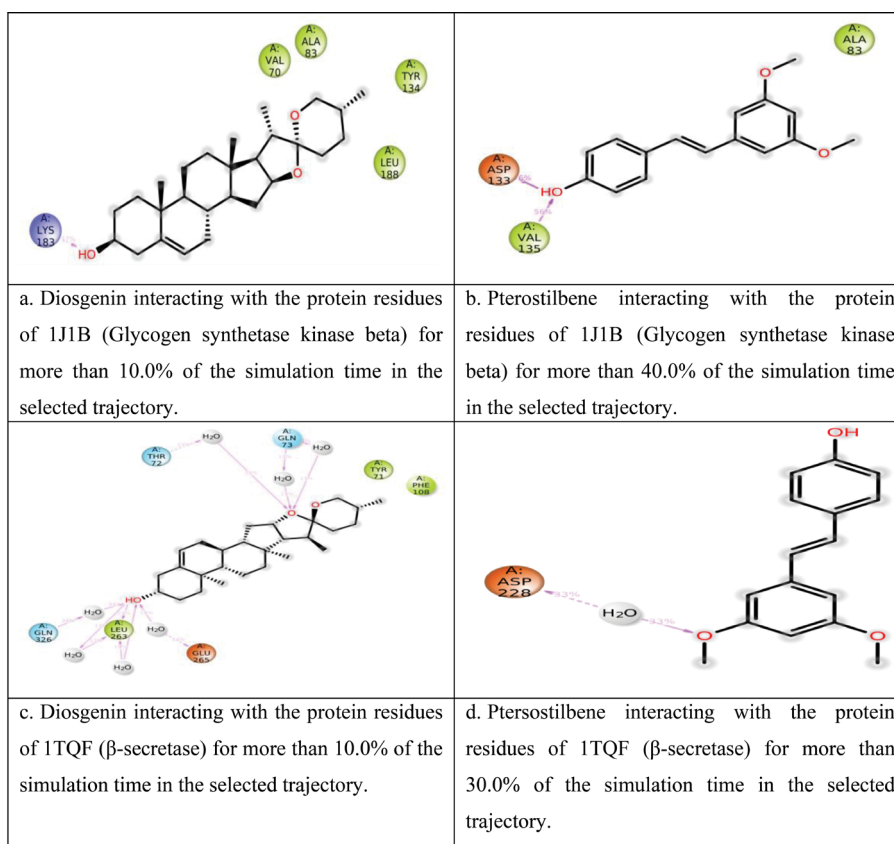 A:
VAL
70
A:
ALA
83
A:
TYR
134
A:
LEU
188
A:
LYS
183
O
O
HO
a. Diosgenin interacting with the protein residues
of 1J1B (Glycogen synthetase kinase beta) for
more than 10.0% of the simulation time in the
selected trajectory.
A:
ALA
83
A:
ASP
133
A:
VAL
135
HO
56%
O
O
b. Pterostilbene interacting with the protein
residues of 1J1B (Glycogen synthetase kinase
beta) for more than 40.0% of the simulation time
in the selected trajectory.
A:
THR
72
H₂O
A:
GLN
73
H₂O
H₂O
A:
TYR
71
A:
PHE
108
O
O
HO
H₂O
A:
GLN
326
A:
LEU
263
H₂O
H₂O
H₂O
A:
GLU
265
c. Diosgenin interacting with the protein residues
of 1TQF (β-secretase) for more than 10.0% of the
simulation time in the selected trajectory.
OH
A:
ASP
228
H₂O
33%
O
O
d. Ptersostilbene interacting with the protein
residues of 1TQF (β-secretase) for more than
30.0% of the simulation time in the selected
trajectory.